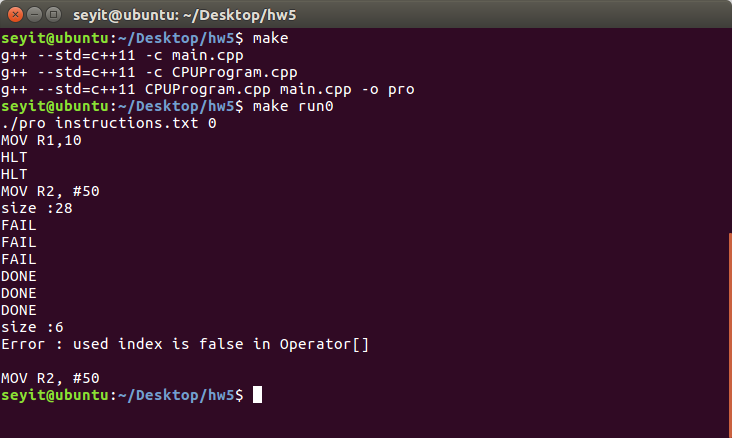 seyit@ubuntu: ~/Desktop/hw5
seyit@ubuntu:~/Desktop/hw5$ make
g++ --std=c++11 -c main.cpp
g++ --std=c++11 -c CPUProgram.cpp
g++ --std=c++11 CPUProgram.cpp main.cpp -o pro
seyit@ubuntu:~/Desktop/hw5$ make run0
./pro instructions.txt 0
MOV R1,10
HLT
HLT
MOV R2, #50
size :28
FAIL
FAIL
FAIL
DONE
DONE
DONE
size :6
Error : used index is false in Operator[]
MOV R2, #50
seyit@ubuntu:~/Desktop/hw5$